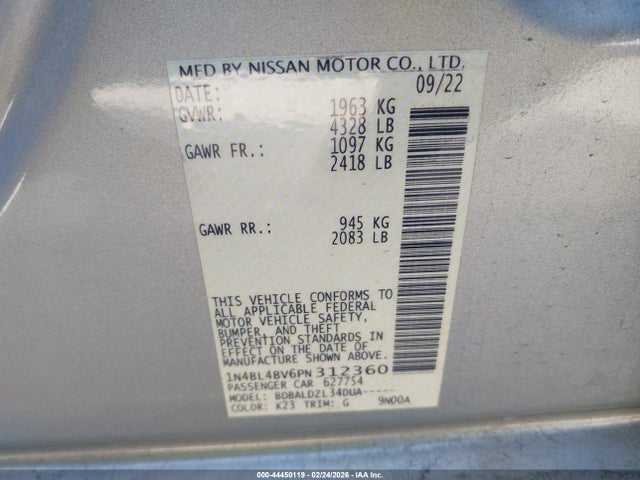 MFD BY NISSAN MOTOR CO., LTD.
DATE: 09/22
GVWR: 1963 KG
4328 LB
GAWR FR.: 1097 KG
2418 LB
GAWR RR.: 945 KG
2083 LB
THIS VEHICLE CONFORMS TO
ALL APPLICABLE FEDERAL
MOTOR VEHICLE SAFETY,
BUMPER, AND THEFT
PREVENTION STANDARDS IN
EFFECT ON THE DATE OF
MANUFACTURE SHOWN ABOVE.
1N4BL4BV6PN312360
PASSENGER CAR 627754
MODEL: BDBALDZL34DUA-----
COLOR: K23 TRIM: G 9N00A
000-44450119 - 02/24/2026 - IAA Inc.